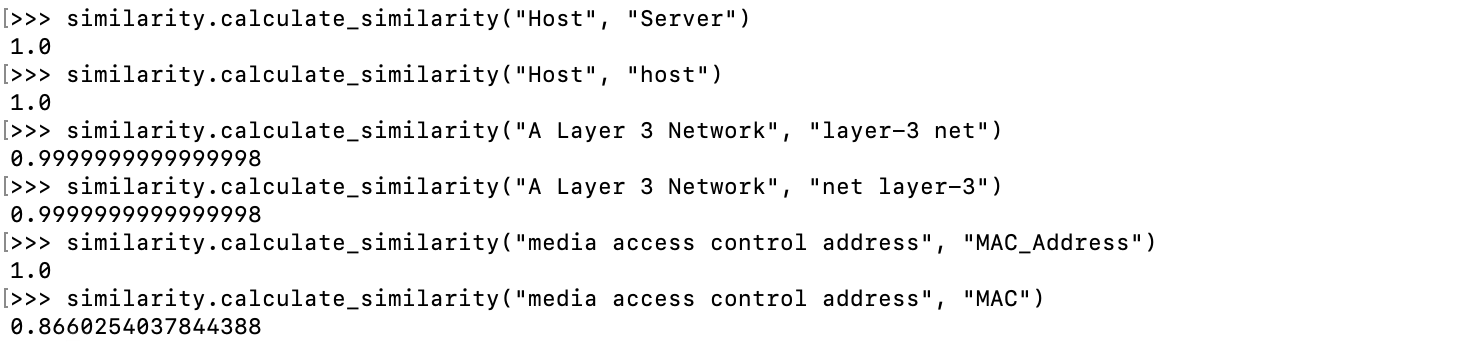 [>>> similarity.calculate_similarity("Host", "Server")
1.0
[>>> similarity.calculate_similarity("Host", "host")
1.0
[>>> similarity.calculate_similarity("A Layer 3 Network", "layer-3 net")
0.9999999999999998
[>>> similarity.calculate_similarity("A Layer 3 Network", "net layer-3")
0.9999999999999998
[>>> similarity.calculate_similarity("media access control address", "MAC_Address")
1.0
[>>> similarity.calculate_similarity("media access control address", "MAC")
0.8660254037844388